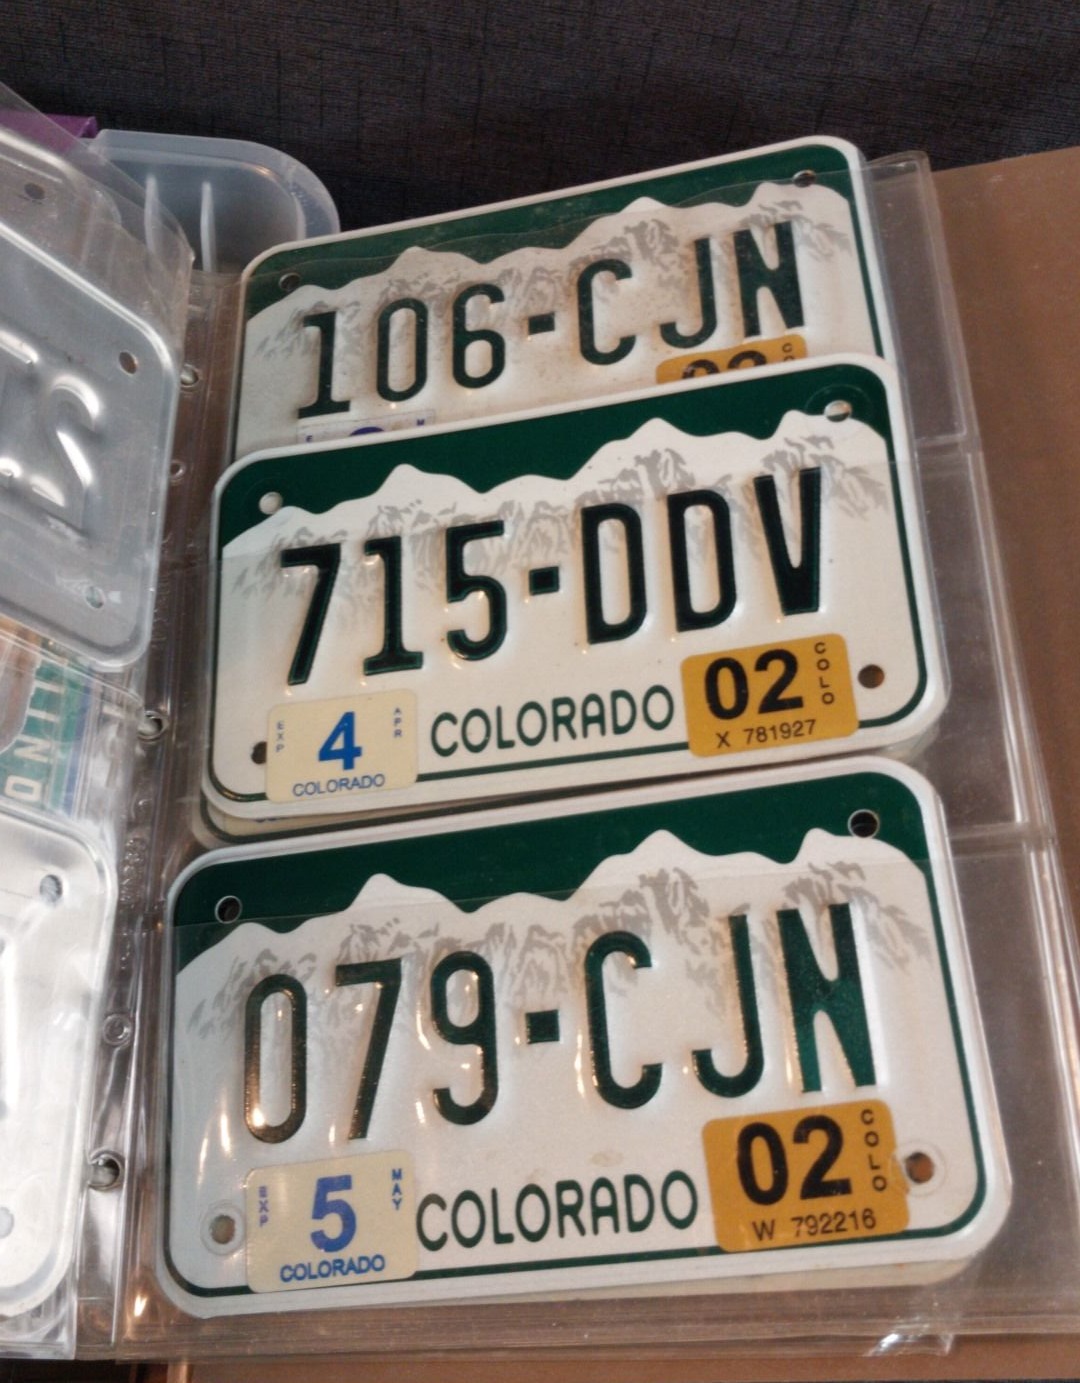 106-CJN
715-DDV
EXP 4 APR
COLORADO
COLORADO
02 COLO
X 781927
079-CJN
EXP 5 MAY
COLORADO
COLORADO
02 COLO
W 792216